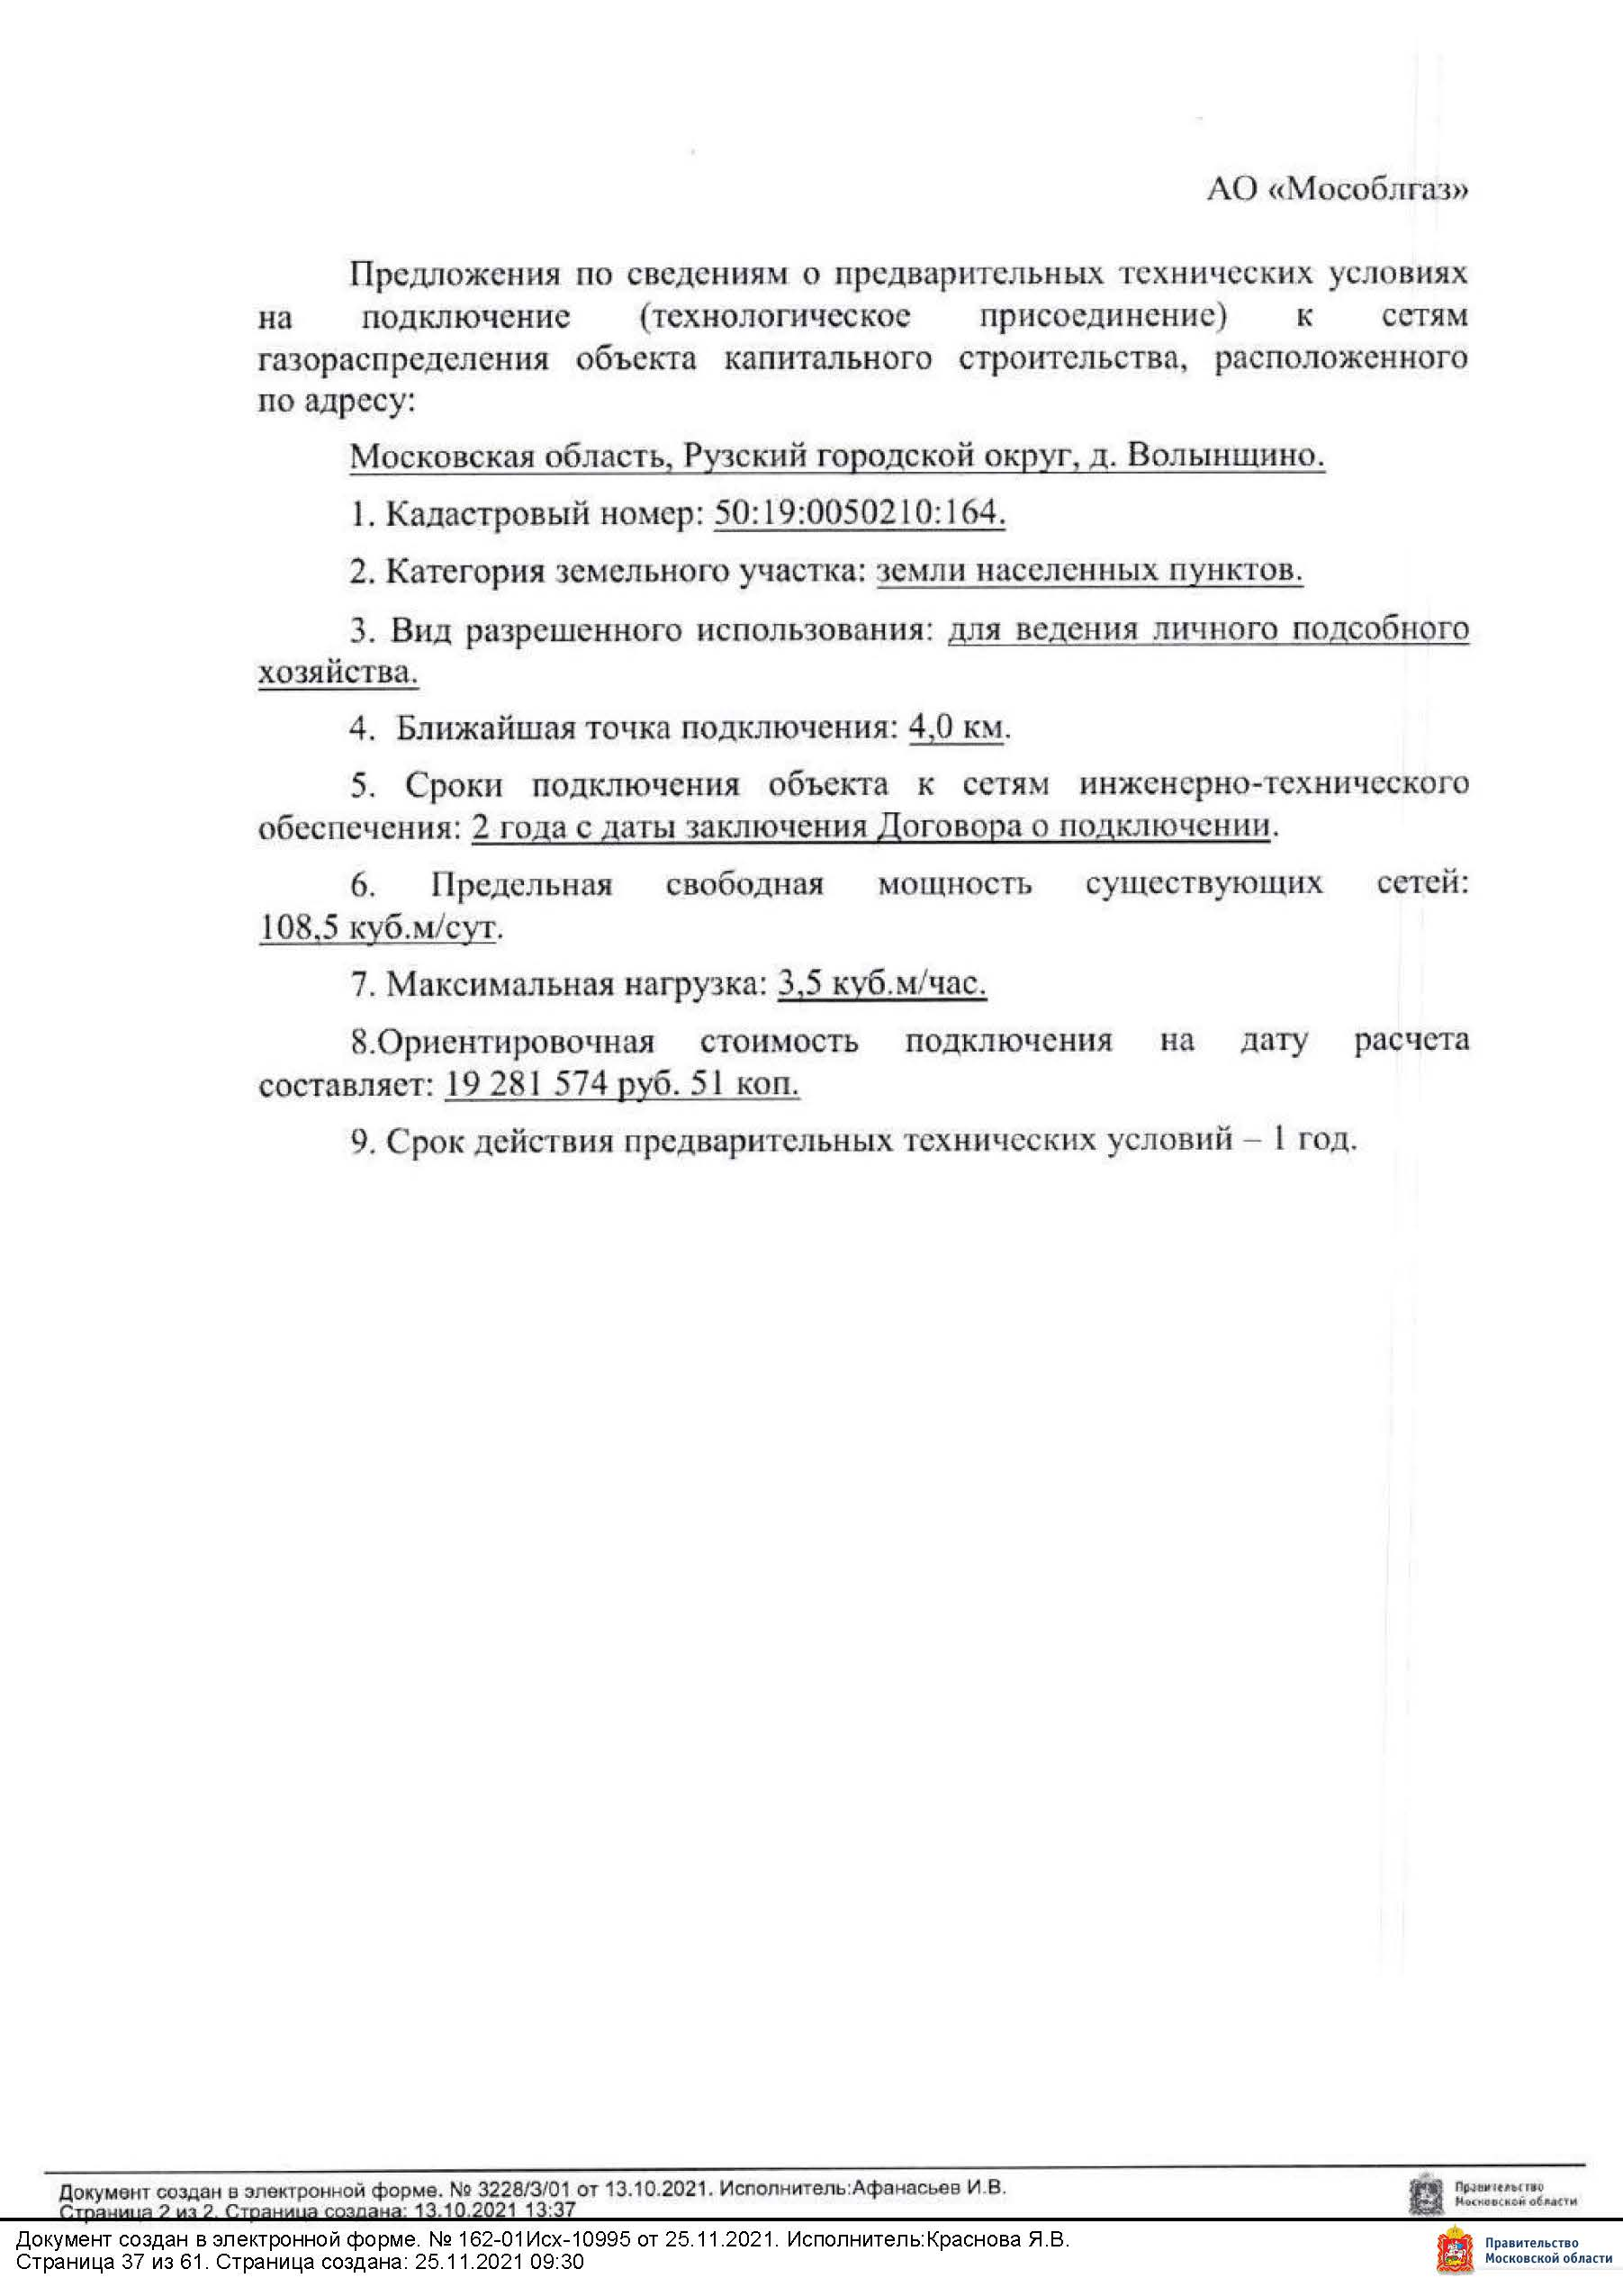 АО «Мособлгаз»
Предложения по сведениям о предварительных технических условиях
на подключение (технологическое присоединение) к сетям
газораспределения объекта капитального строительства, расположенного
по адресу:
Московская область, Рузский городской округ, д. Волынщино.
1. Кадастровый номер: 50:19:0050210:164.
2. Категория земельного участка: земли населенных пунктов.
3. Вид разрешенного использования: для ведения личного подсобного
хозяйства.
4. Ближайшая точка подключения: 4,0 км.
5. Сроки подключения объекта к сетям инженерно-технического
обеспечения: 2 года с даты заключения Договора о подключении.
6. Предельная свободная мощность существующих сетей:
108,5 куб.м/сут.
7. Максимальная нагрузка: 3,5 куб.м/час.
8.Ориентировочная стоимость подключения на дату расчета
составляет: 19 281 574 руб. 51 коп.
9. Срок действия предварительных технических условий – 1 год.
Документ создан в электронной форме. № 3228/3/01 от 13.10.2021. Исполнитель:Афанасьев И.В.
Страница 2 из 2. Страница создана: 13.10.2021 13:37
Правительство
Московской области
Документ создан в электронной форме. № 162-01Исх-10995 от 25.11.2021. Исполнитель:Краснова Я.В.
Страница 37 из 61. Страница создана: 25.11.2021 09:30
Правительство
Московской области